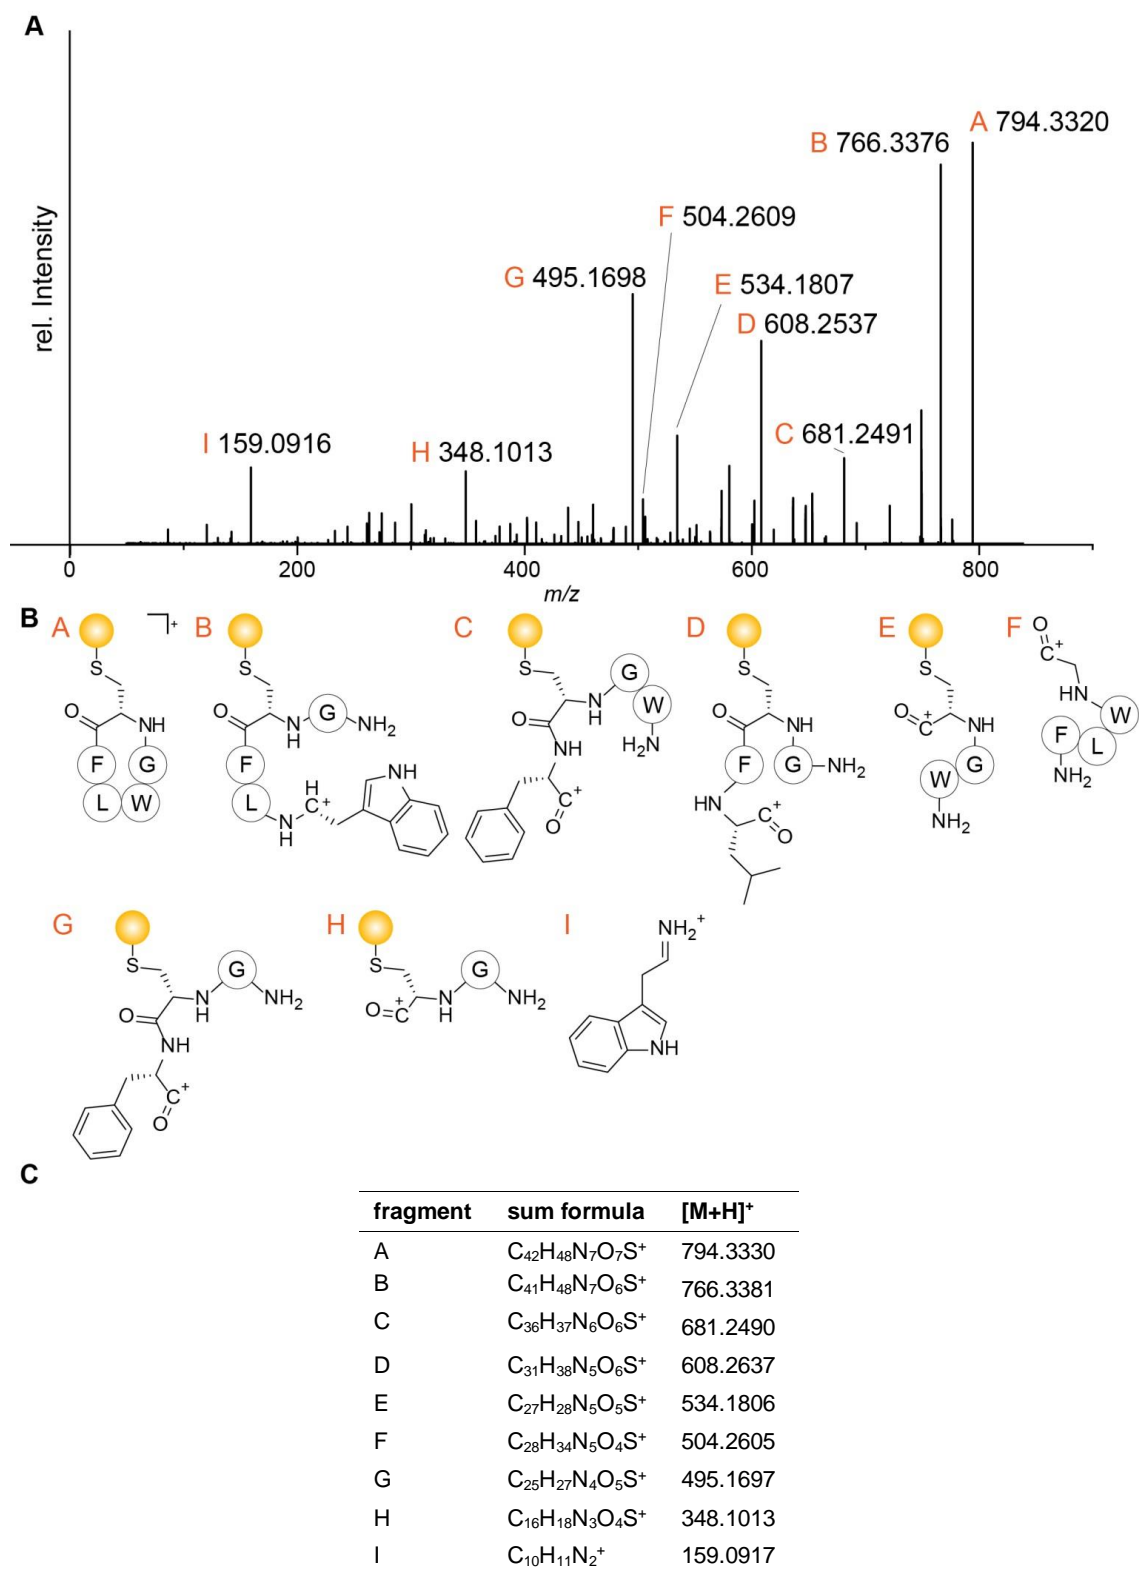 A
A 794.3320
B 766.3376
F 504.2609
G 495.1698
E 534.1807
D 608.2537
C 681.2491
I 159.0916
H 348.1013
rel. Intensity
0 200 400 600 800
m/z
B
A
+
S
O
NH
F
G
L
W
B
S
O
N
H
G
NH2
F
L
N
H
H
C+
NH
C
S
O
N
H
G
W
H2N
NH
C+
O
D
S
O
NH
F
G
NH2
HN
C+
O
E
S
O
C+
NH
W
G
NH2
F
O
C+
HN
W
F
L
NH2
G
S
G
N
H
NH2
O
NH
C+
O
H
S
G
O
C+
N
H
NH2
I
NH2+
NH
C
fragment sum formula [M+H]+
A C42H48N7O7S+ 794.3330
B C41H48N7O6S+ 766.3381
C C36H37N6O6S+ 681.2490
D C31H38N5O6S+ 608.2637
E C27H28N5O5S+ 534.1806
F C28H34N5O4S+ 504.2605
G C25H27N4O5S+ 495.1697
H C16H18N3O4S+ 348.1013
I C10H11N2+ 159.0917